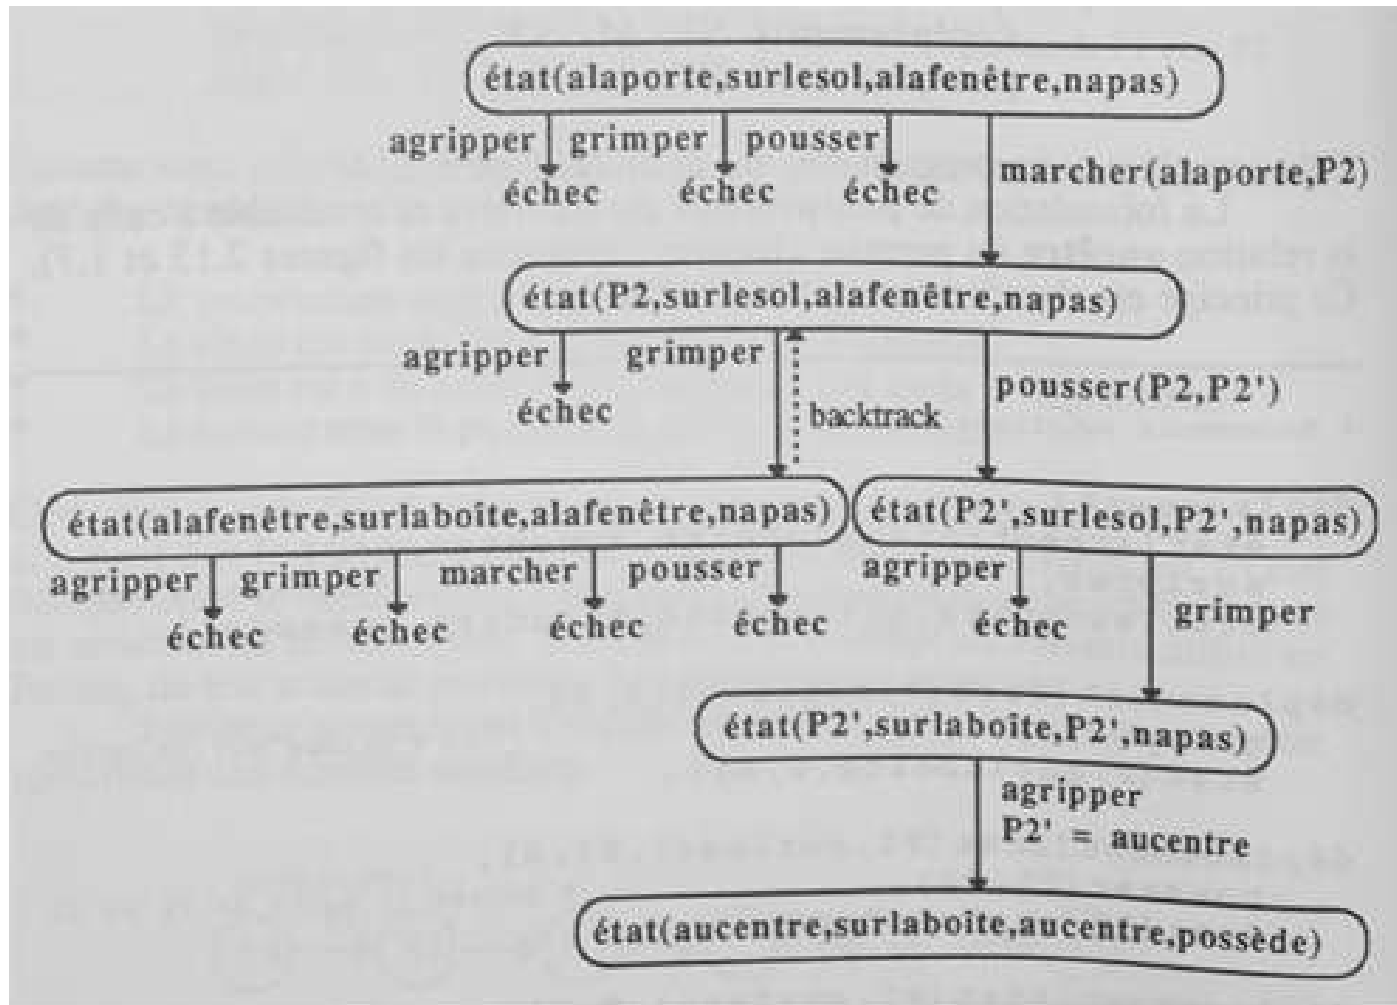 état(alaporte,surlesol,alafenêtre,napas)
agripper grimper pousser
marcher(alaporte,P2)
échec échec échec
état(P2,surlesol,alafenêtre,napas)
agripper grimper
pousser(P2,P2')
échec
backtrack
état(alafenêtre,surlaboîte,alafenêtre,napas) état(P2',surlesol,P2',napas)
agripper grimper marcher pousser agripper
grimper
échec échec échec échec échec
état(P2',surlaboîte,P2',napas)
agripper
P2' = aucentre
état(aucentre,surlaboîte,aucentre,possède)